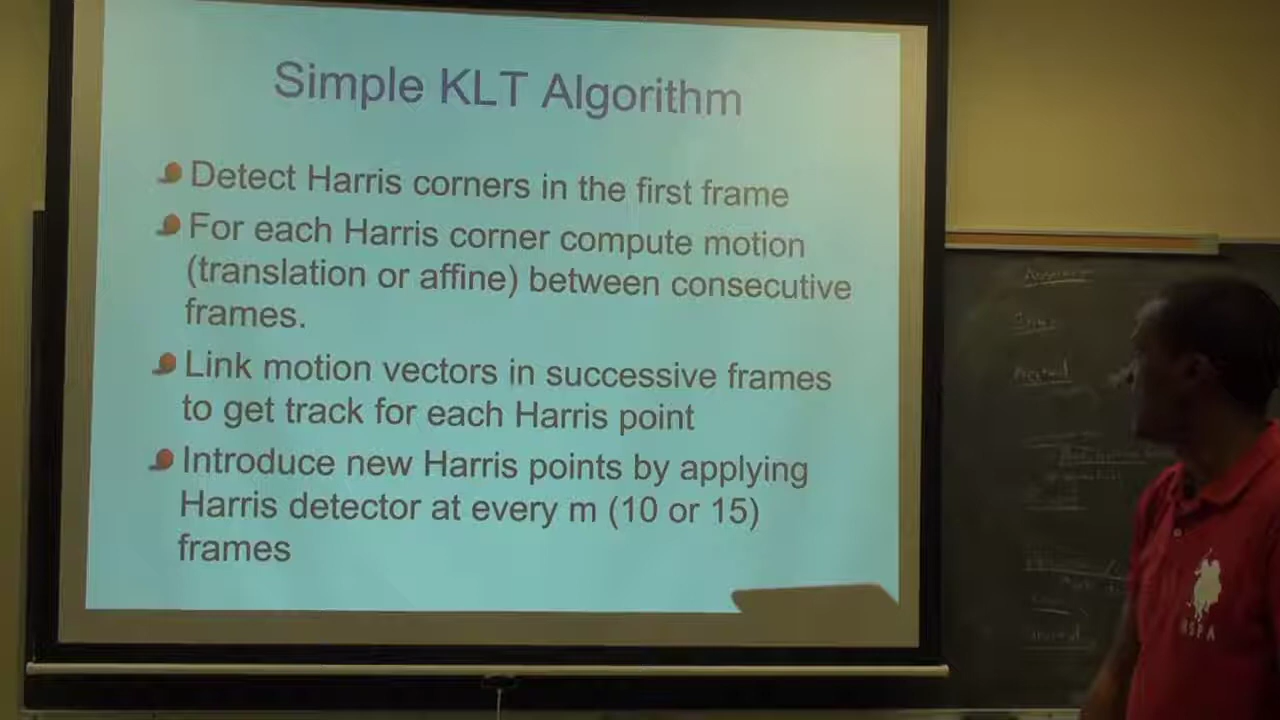 Simple KLT Algorithm
Detect Harris corners in the first frame
For each Harris corner compute motion
(translation or affine) between consecutive
frames.
Link motion vectors in successive frames
to get track for each Harris point
Introduce new Harris points by applying
Harris detector at every m (10 or 15)
frames